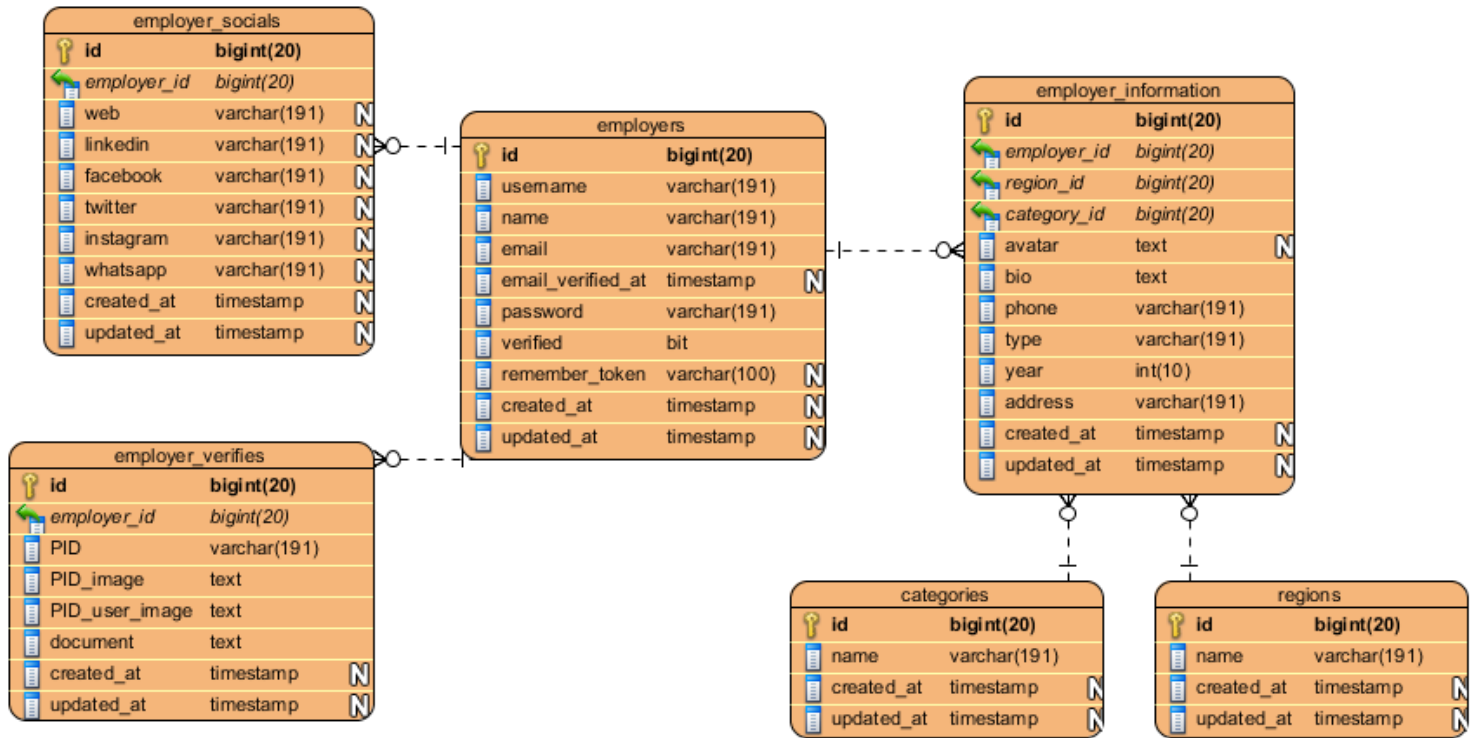 employer_socials
id bigint(20)
employer_id bigint(20)
web varchar(191) N
linkedin varchar(191) N
facebook varchar(191) N
twitter varchar(191) N
instagram varchar(191) N
whatsapp varchar(191) N
created_at timestamp N
updated_at timestamp N
employers
id bigint(20)
username varchar(191)
name varchar(191)
email varchar(191)
email_verified_at timestamp N
password varchar(191)
verified bit
remember_token varchar(100) N
created_at timestamp N
updated_at timestamp N
employer_information
id bigint(20)
employer_id bigint(20)
region_id bigint(20)
category_id bigint(20)
avatar text N
bio text
phone varchar(191)
type varchar(191)
year int(10)
address varchar(191)
created_at timestamp N
updated_at timestamp N
employer_verifies
id bigint(20)
employer_id bigint(20)
PID varchar(191)
PID_image text
PID_user_image text
document text
created_at timestamp N
updated_at timestamp N
categories
id bigint(20)
name varchar(191)
created_at timestamp N
updated_at timestamp N
regions
id bigint(20)
name varchar(191)
created_at timestamp N
updated_at timestamp N